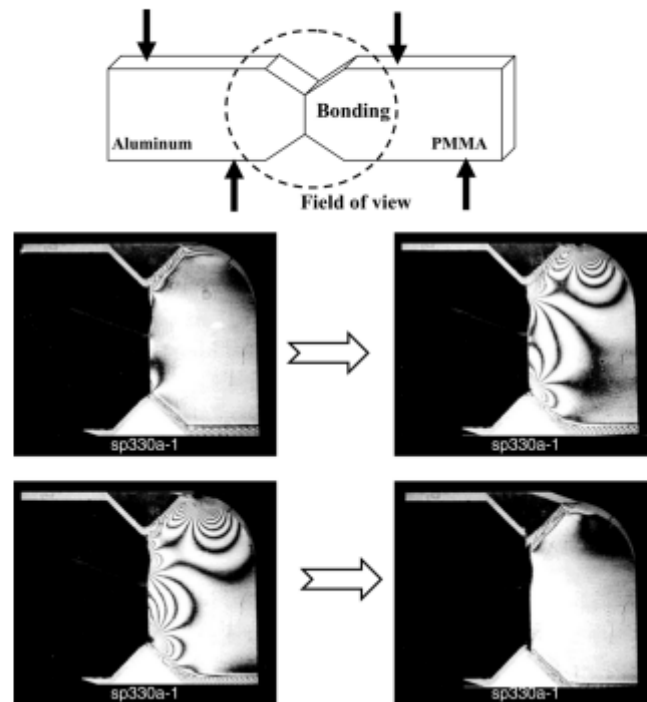 Bonding
Aluminum
PMMA
Field of view
sp330a-1
sp330a-1
sp330a-1
sp330a-1